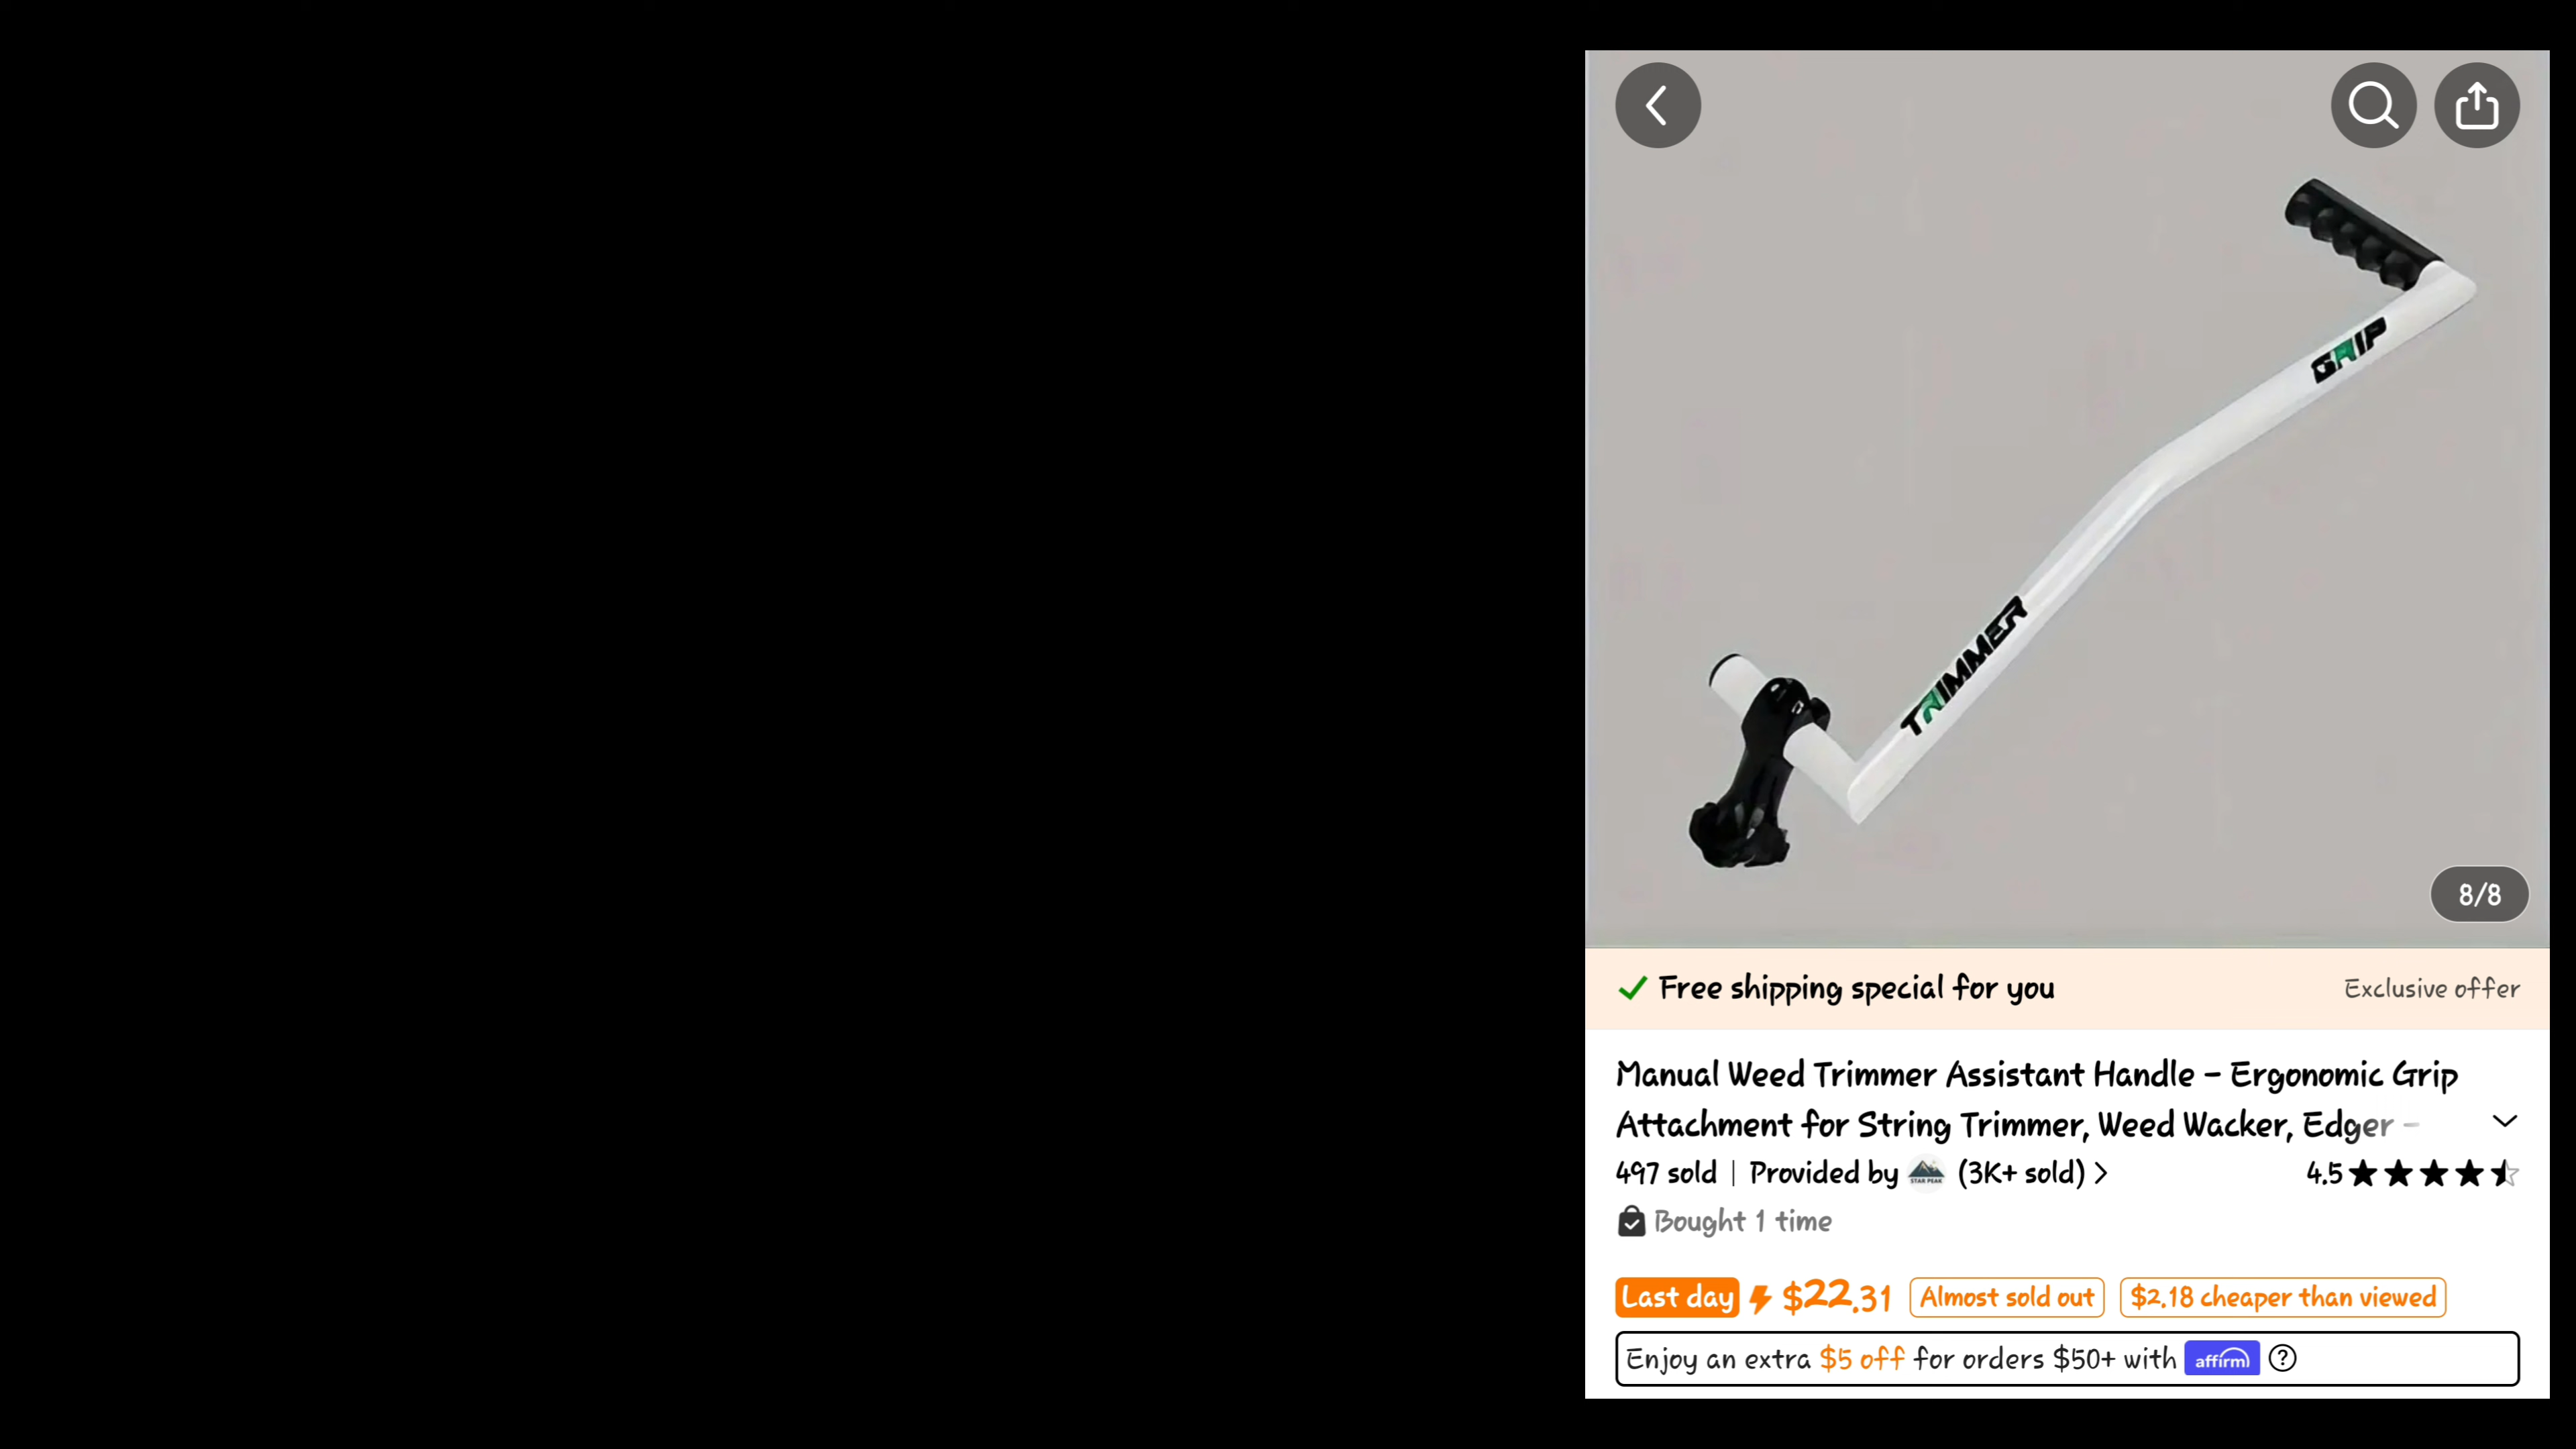 GRIP
TRIMMER
8/8
Free shipping special for you
Exclusive offer
Manual Weed Trimmer Assistant Handle – Ergonomic Grip
Attachment for String Trimmer, Weed Wacker, Edger –
497 sold | Provided by STAR PEAK (3K+ sold) >
4.5
Bought 1 time
Last day $22.31 Almost sold out $2.18 cheaper than viewed
Enjoy an extra $5 off for orders $50+ with affirm ?